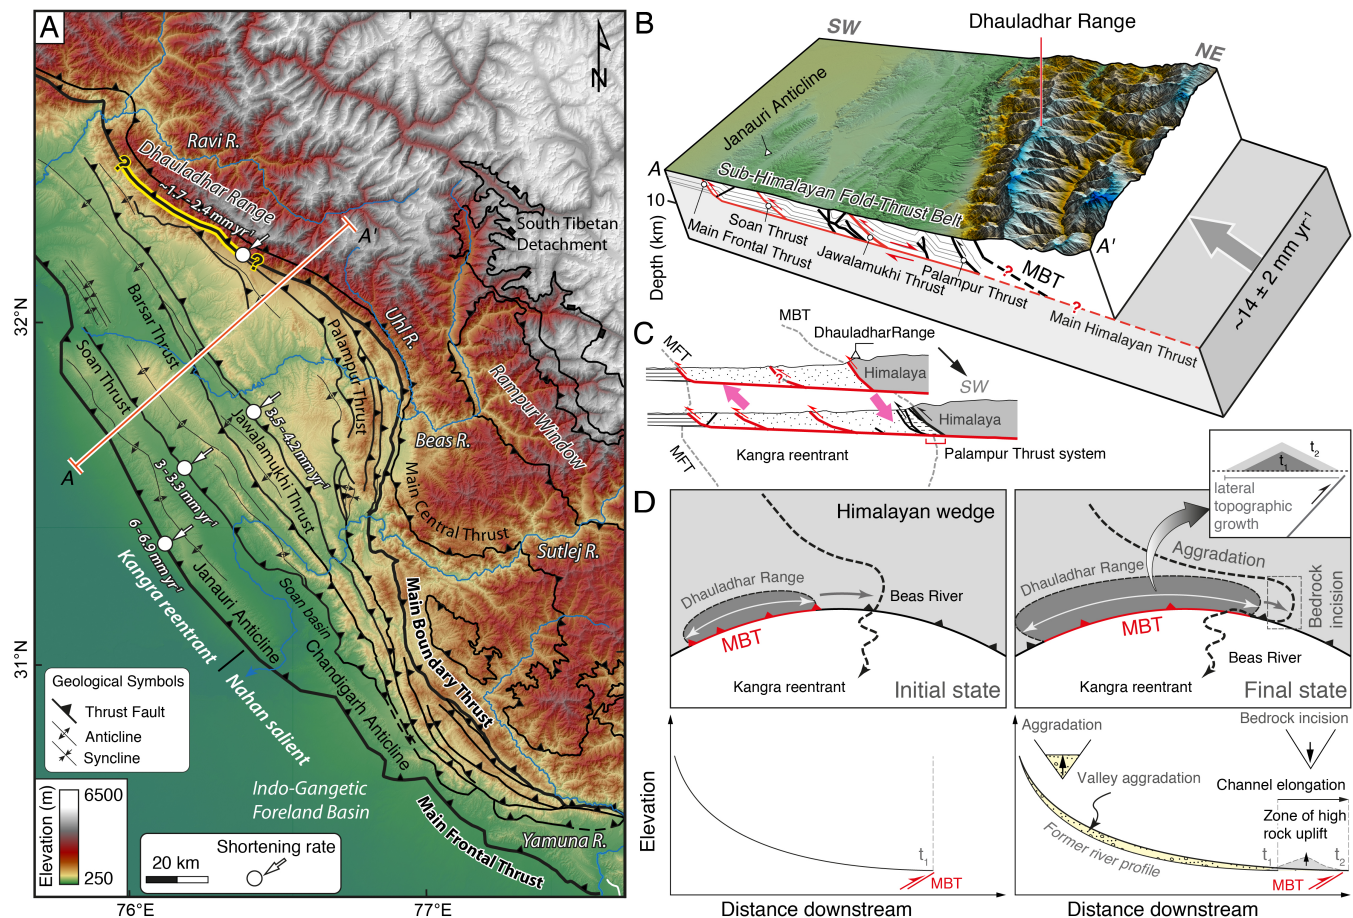 A
N
Ravi R.
Dhauladhar Range
~1.7 - 2.4 mm yr⁻¹
?
?
A'
South Tibetan
Detachment
32°N
Barsar Thrust
Soan Thrust
Palampur Thrust
Uhl R.
Rampur Window
Jawalamukhi Thrust
3.5 - 4.2 mm yr⁻¹
Beas R.
A
3 - 3.3 mm yr⁻¹
Main Central Thrust
6 - 6.9 mm yr⁻¹
Sutlej R.
Kangra reentrant
Janauri Anticline
Soan basin
Main Boundary Thrust
31°N
Nahan salient
Chandigarh Anticline
Geological Symbols
Thrust Fault
Anticline
Syncline
Indo-Gangetic
Foreland Basin
Main Frontal Thrust
Yamuna R.
Elevation (m)
6500
250
20 km
Shortening rate
76°E
77°E
B
SW
Dhauladhar Range
NE
Janauri Anticline
A
Sub-Himalayan Fold-Thrust Belt
10
Depth (km)
Soan Thrust
Main Frontal Thrust
Jawalamukhi Thrust
Palampur Thrust
?
MBT
?
Main Himalayan Thrust
A'
~14 ± 2 mm yr⁻¹
C
MBT
DhauladharRange
MFT
?
Himalaya
SW
Himalaya
MFT
Kangra reentrant
Palampur Thrust system
D
Himalayan wedge
Dhauladhar Range
Beas River
MBT
Kangra reentrant
Initial state
t₁
t₂
lateral
topographic
growth
Aggradation
Dhauladhar Range
Bedrock
incision
MBT
Beas River
Kangra reentrant
Final state
Elevation
t₁
MBT
Distance downstream
Aggradation
Bedrock incision
Valley aggradation
Channel elongation
Zone of high
rock uplift
Former river profile
t₁
t₂
MBT
Distance downstream